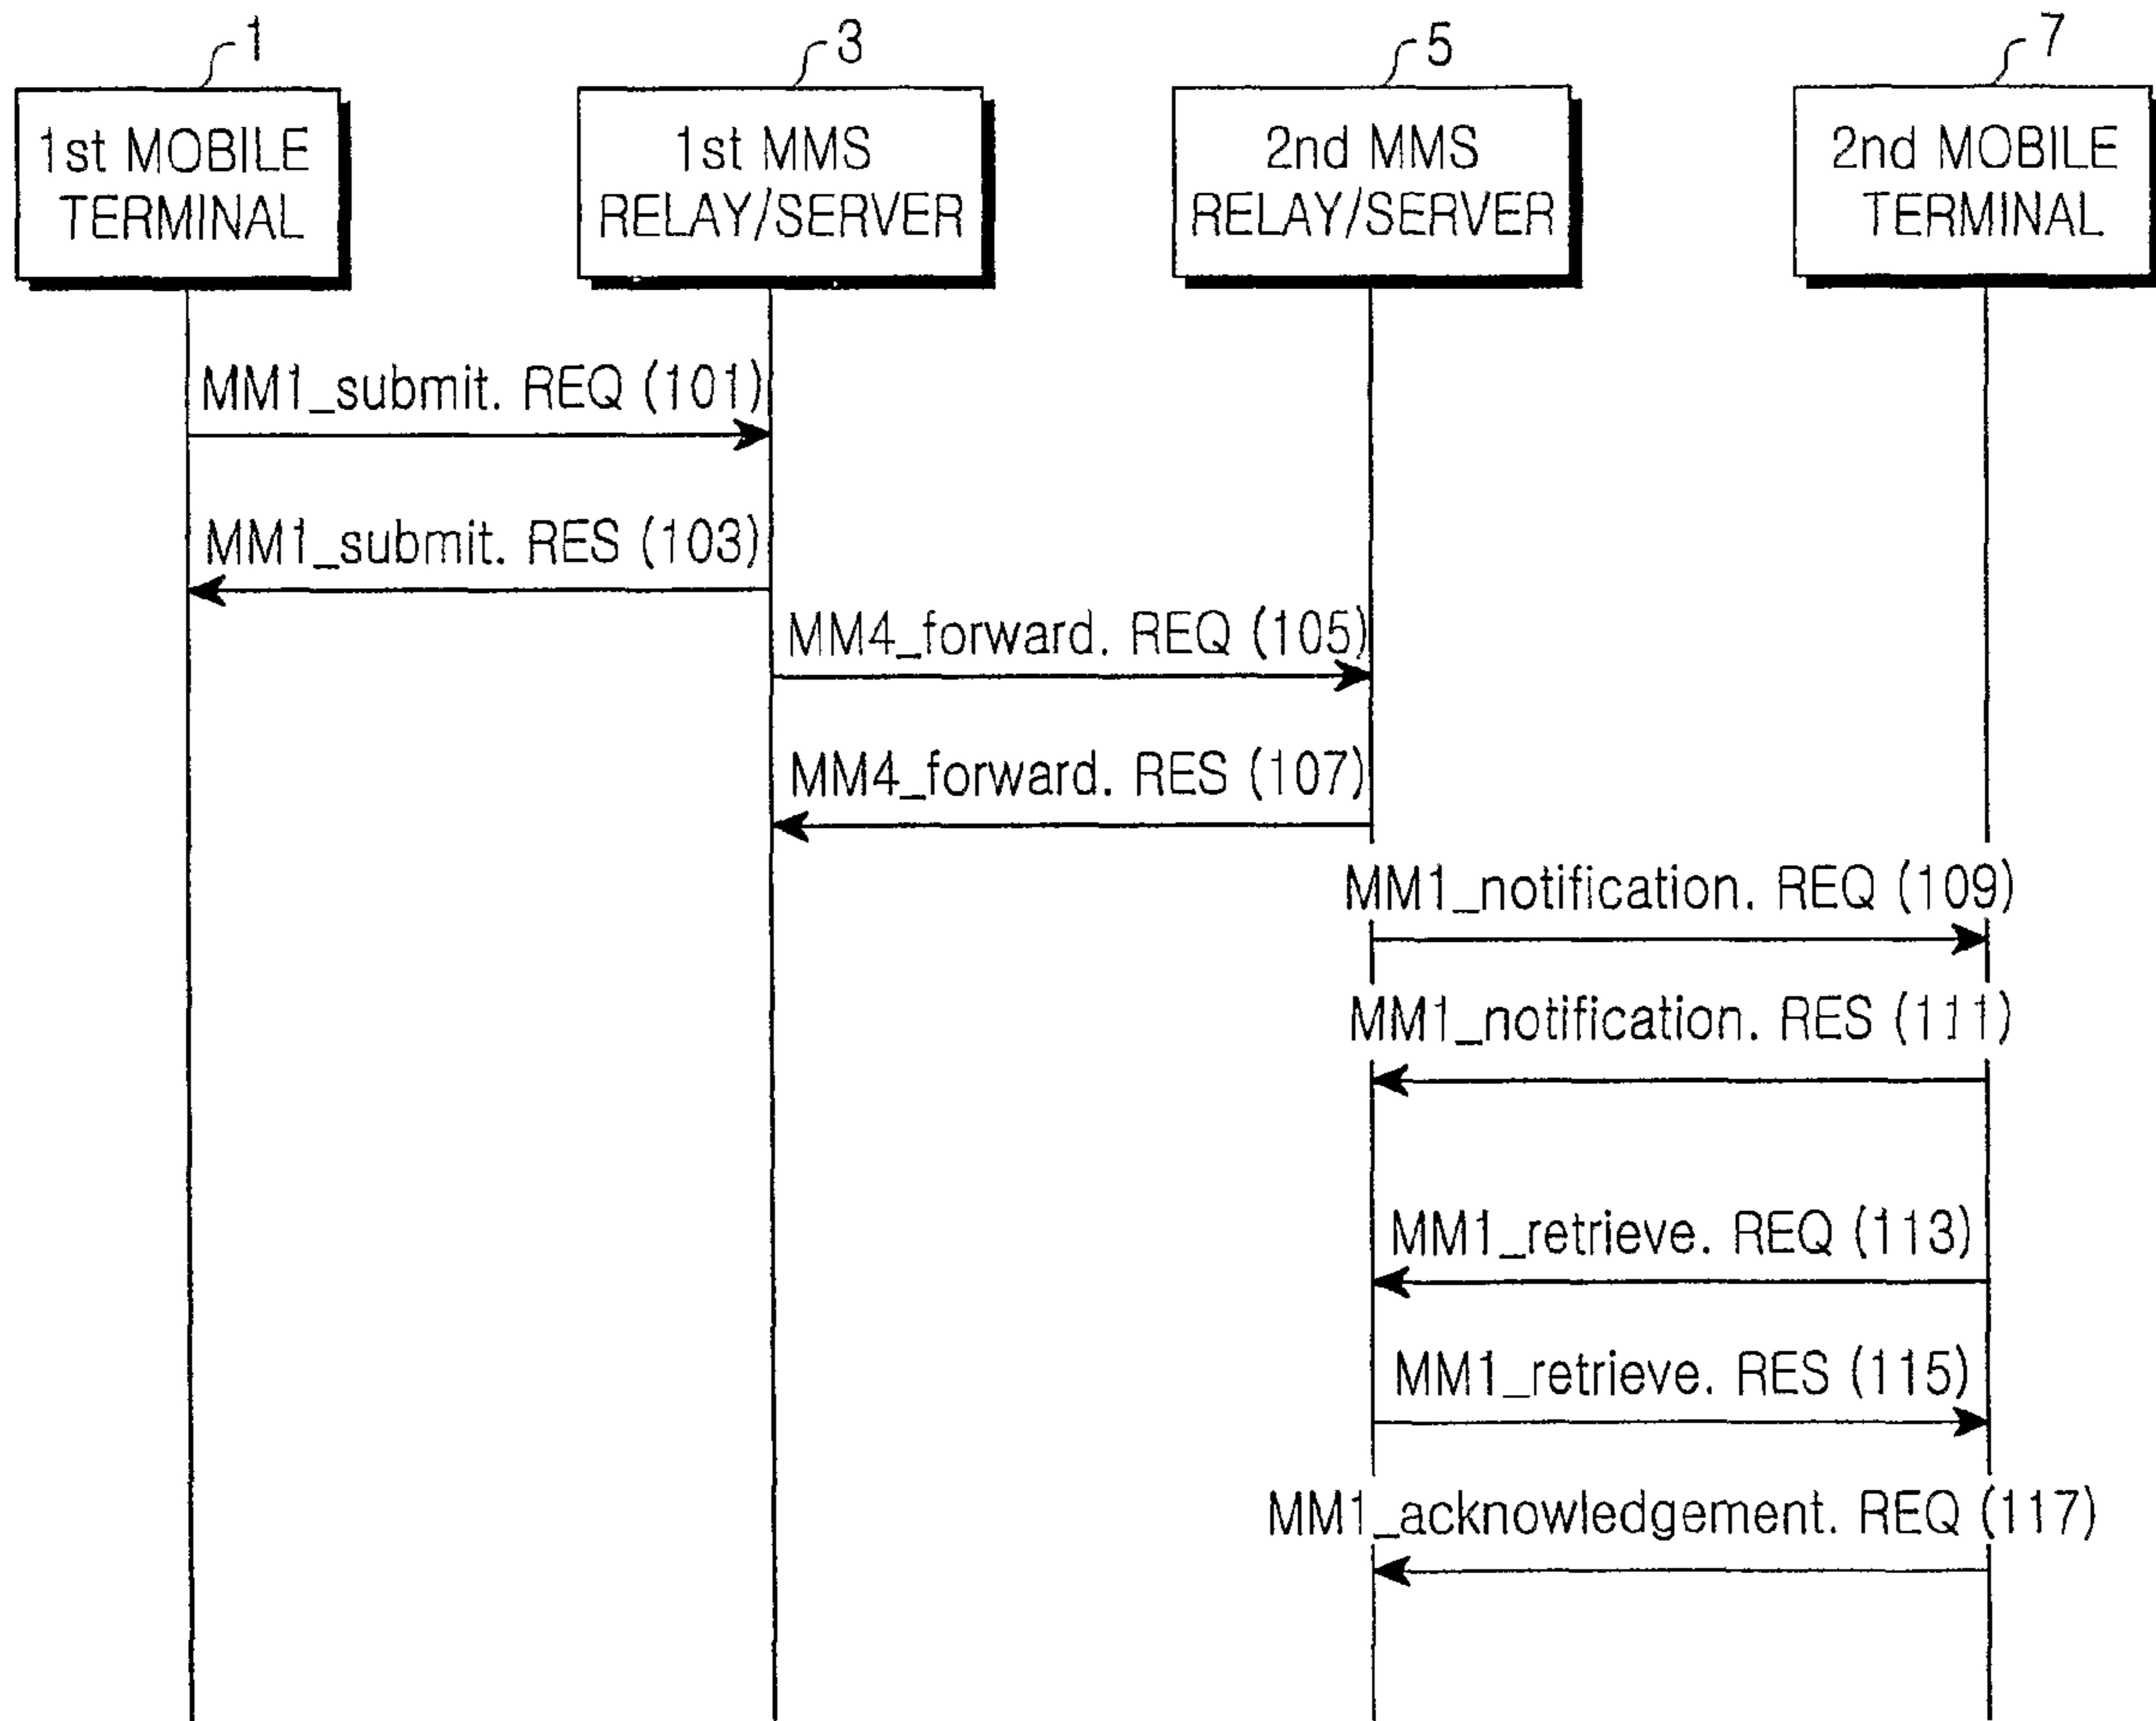 1
3
5
7
1st MOBILE
TERMINAL
1st MMS
RELAY/SERVER
2nd MMS
RELAY/SERVER
2nd MOBILE
TERMINAL
MM1_submit. REQ (101)
MM1_submit. RES (103)
MM4_forward. REQ (105)
MM4_forward. RES (107)
MM1_notification. REQ (109)
MM1_notification. RES (111)
MM1_retrieve. REQ (113)
MM1_retrieve. RES (115)
MM1_acknowledgement. REQ (117)